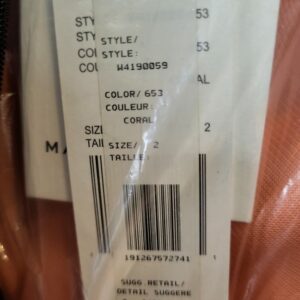 STY 53
STY STYLE/
STYLE: 53
COL
COU W4190059
AL
COLOR/653
COULEUR:
CORAL
SIZ 2
TAIL SIZE/ 2
TAILLE:
MA
191267572741
SUGG RETAIL/
DETAIL SUGGERE